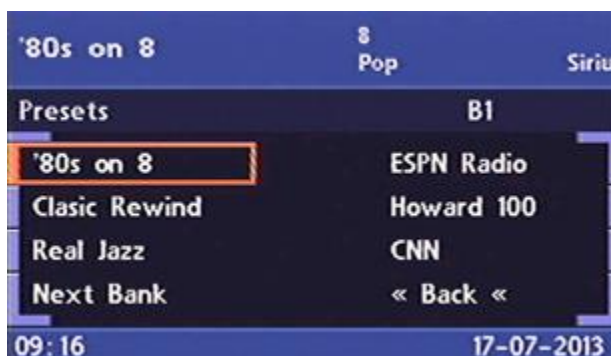 '80s on 8
8
Pop
Siriu
Presets
B1
'80s on 8
ESPN Radio
Clasic Rewind
Howard 100
Real Jazz
CNN
Next Bank
« Back «
09:16
17-07-2013